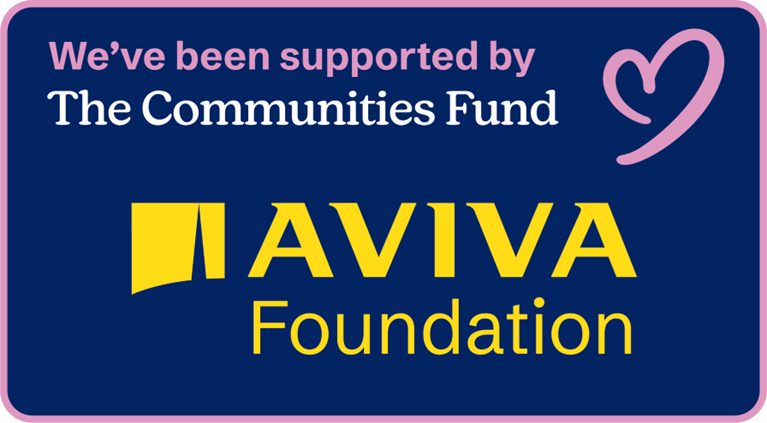 We’ve been supported by
The Communities Fund
AVIVA
Foundation